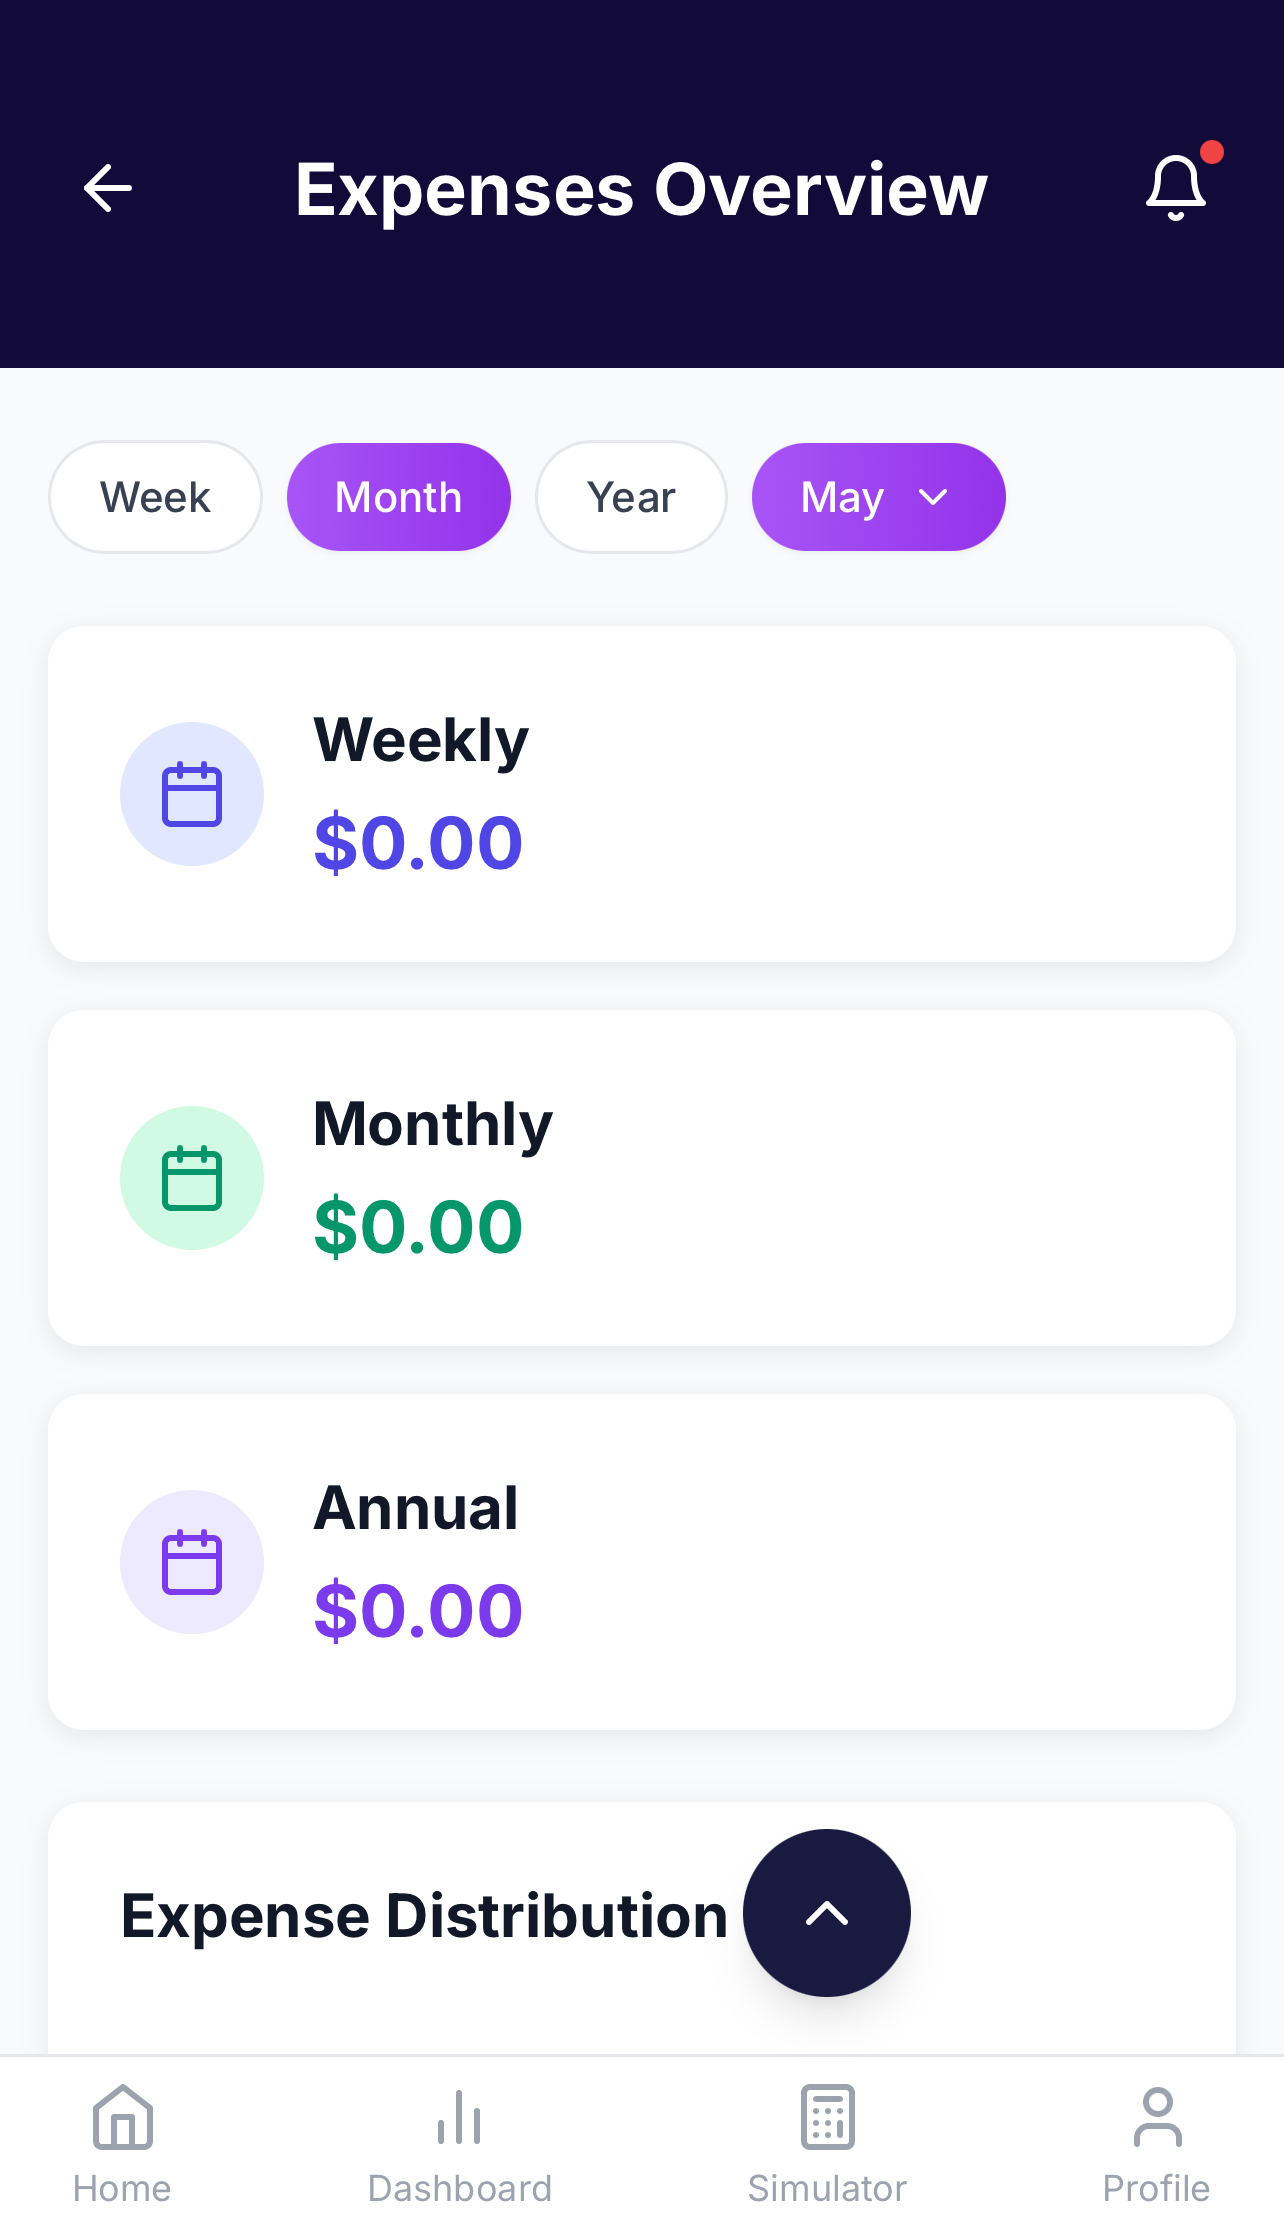 Expenses Overview
Week Month Year May
Weekly
$0.00
Monthly
$0.00
Annual
$0.00
Expense Distribution
Home Dashboard Simulator Profile